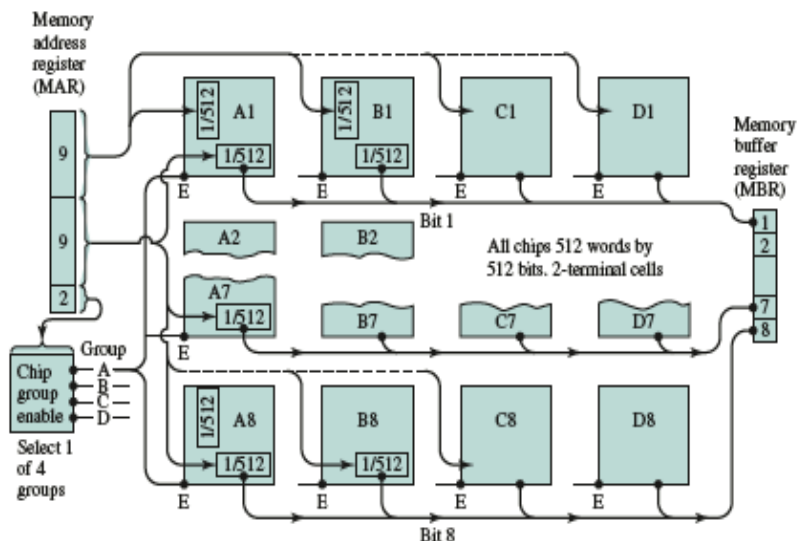 Memory
address
register
(MAR)
9
9
2
Chip
group
enable
Group
A
B
C
D
Select 1
of 4
groups
1/512
A1
1/512
E
1/512
B1
1/512
E
C1
E
D1
E
Bit 1
A2
B2
All chips 512 words by
512 bits. 2-terminal cells
A7
1/512
E
B7
C7
D7
1/512
A8
1/512
E
B8
1/512
E
C8
E
D8
E
Bit 8
Memory
buffer
register
(MBR)
1
2
7
8